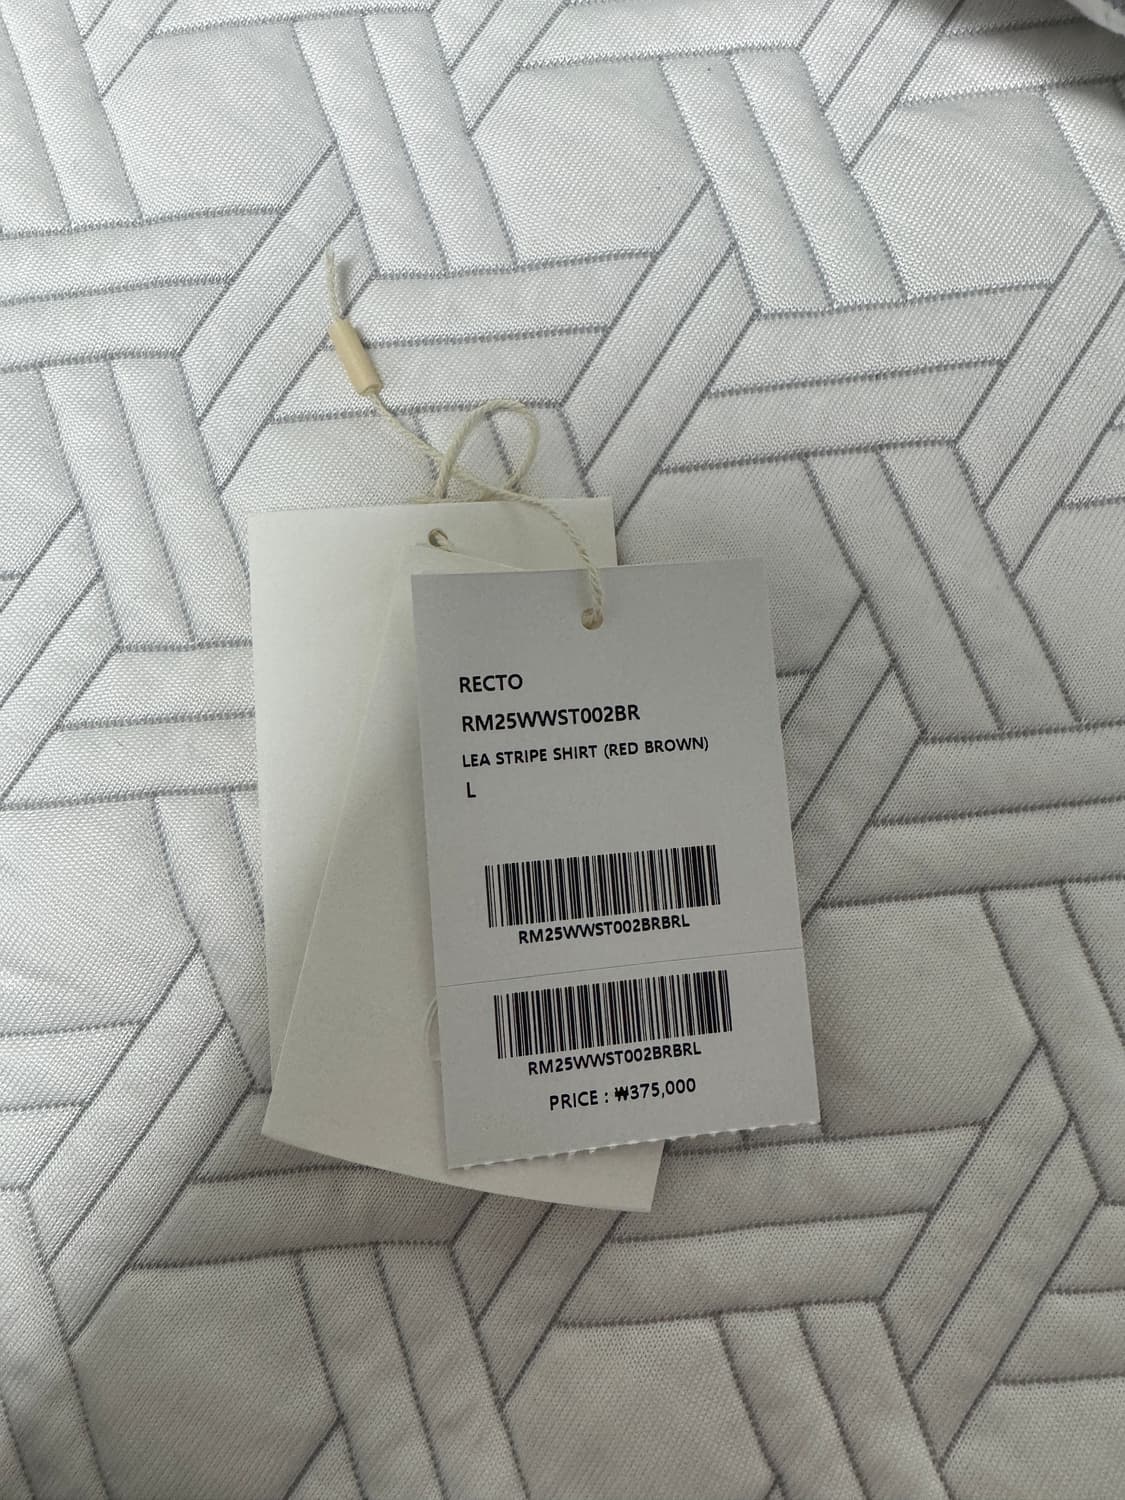 RECTO
RM25WWST002BR
LEA STRIPE SHIRT (RED BROWN)
L
RM25WWST002BRBRL
RM25WWST002BRBRL
PRICE : ₩375,000